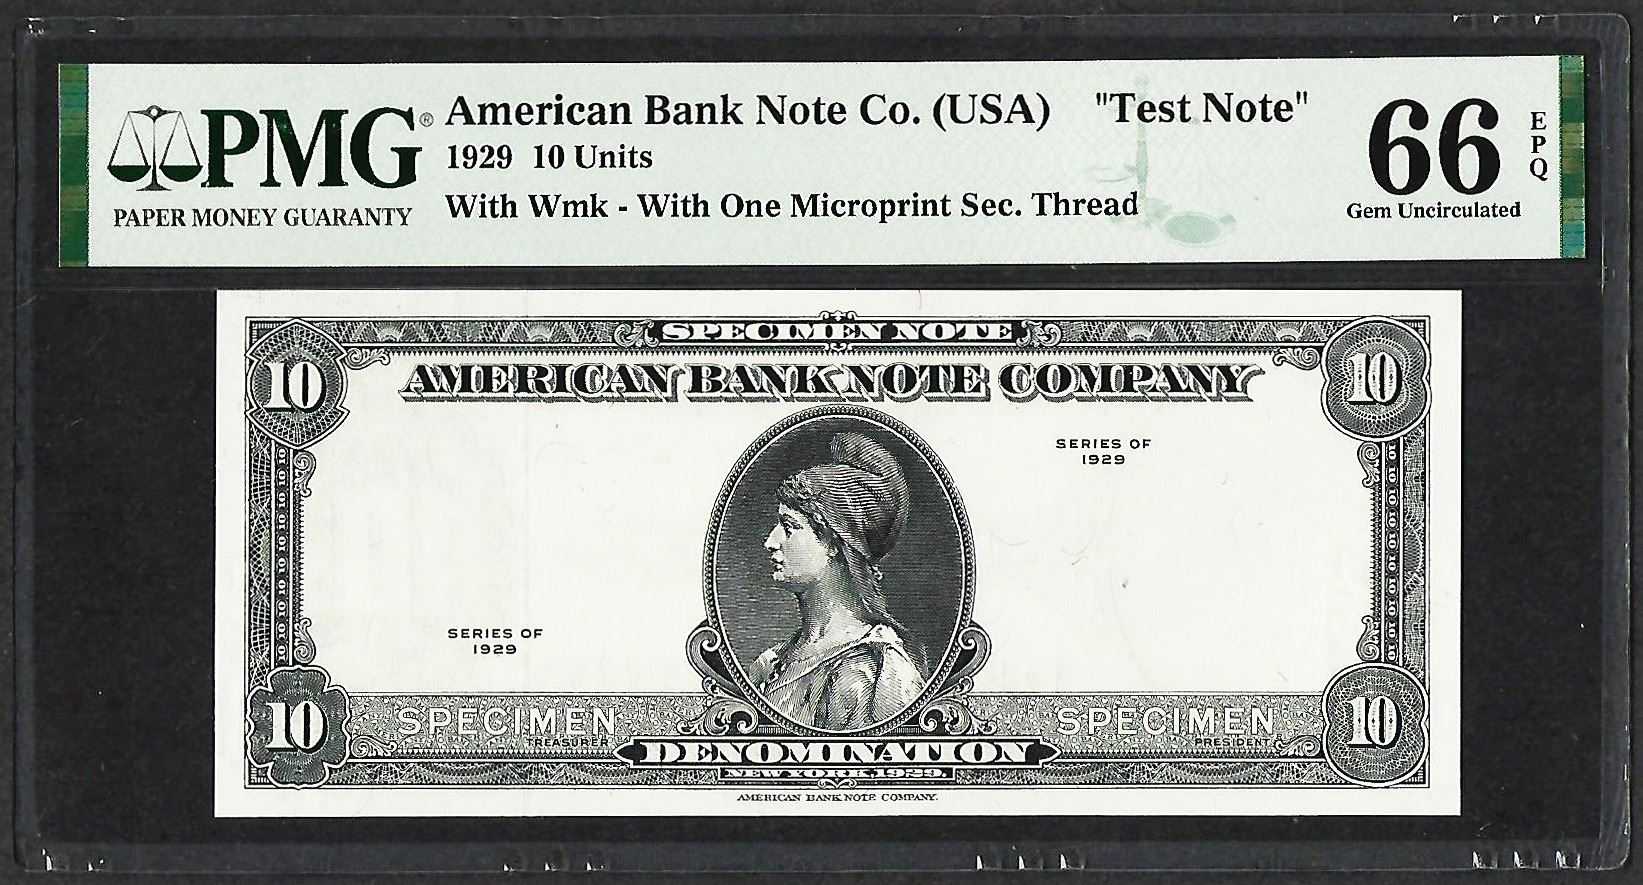 PMG®
PAPER MONEY GUARANTY
American Bank Note Co. (USA) "Test Note"
1929 10 Units
With Wmk - With One Microprint Sec. Thread
66
EPQ
Gem Uncirculated
SPECIMEN NOTE
10 10
AMERICAN BANK NOTE COMPANY
SERIES OF
1929
SERIES OF
1929
10 10
SPECIMEN SPECIMEN
TREASURER PRESIDENT
DENOMINATION
NEW YORK, 1929.
AMERICAN BANK NOTE COMPANY.